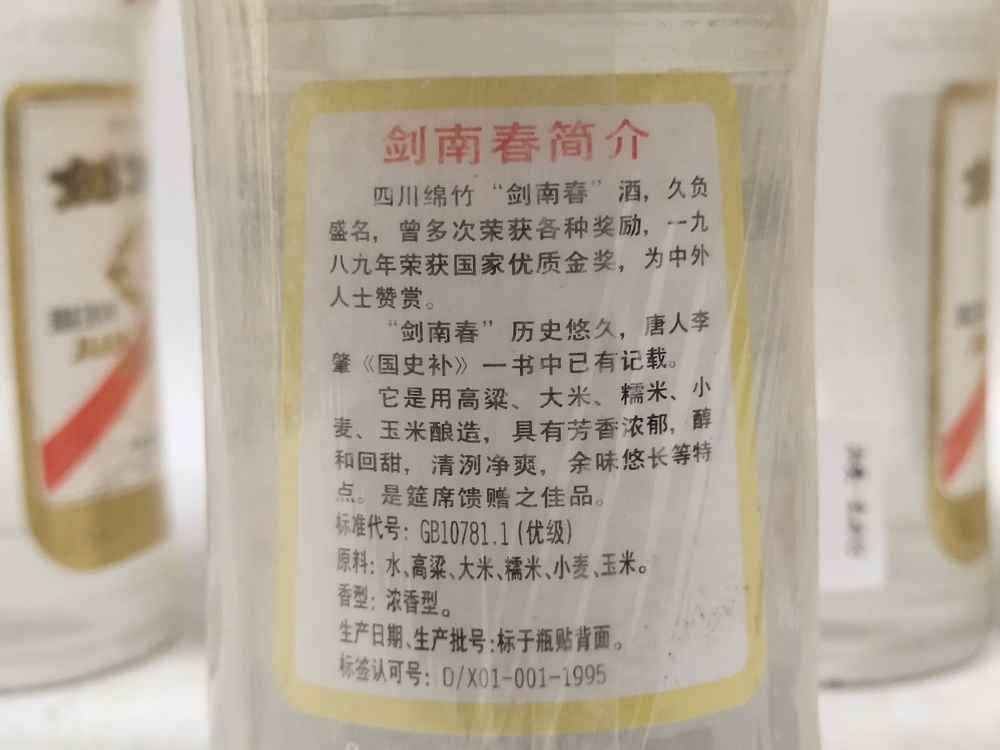 剑南春简介
四川绵竹“剑南春”酒，久负
盛名，曾多次荣获各种奖励，一九
八九年荣获国家优质金奖，为中外
人士赞赏。
“剑南春”历史悠久，唐人李
肇《国史补》一书中已有记载。
它是用高粱、大米、糯米、小
麦、玉米酿造，具有芳香浓郁，醇
和回甜，清洌净爽，余味悠长等特
点。是筵席馈赠之佳品。
标准代号：GB10781.1(优级)
原料：水、高粱、大米、糯米、小麦、玉米。
香型：浓香型。
生产日期、生产批号：标于瓶贴背面。
标签认可号：D/X01-001-1995